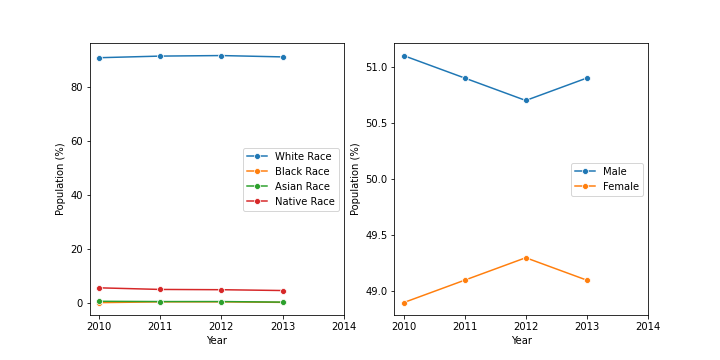 Population (%)
80
60
40
20
0
2010 2011 2012 2013 2014
Year
White Race
Black Race
Asian Race
Native Race
Population (%)
51.0
50.5
50.0
49.5
49.0
2010 2011 2012 2013 2014
Year
Male
Female